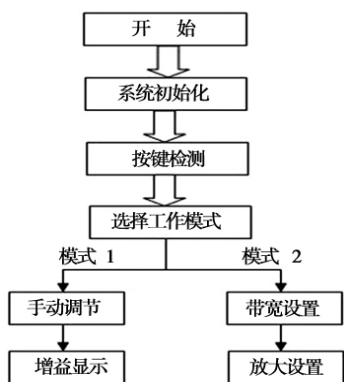 开 始
系统初始化
按键检测
选择工作模式
模式 1 模式 2
手动调节 带宽设置
增益显示 放大设置